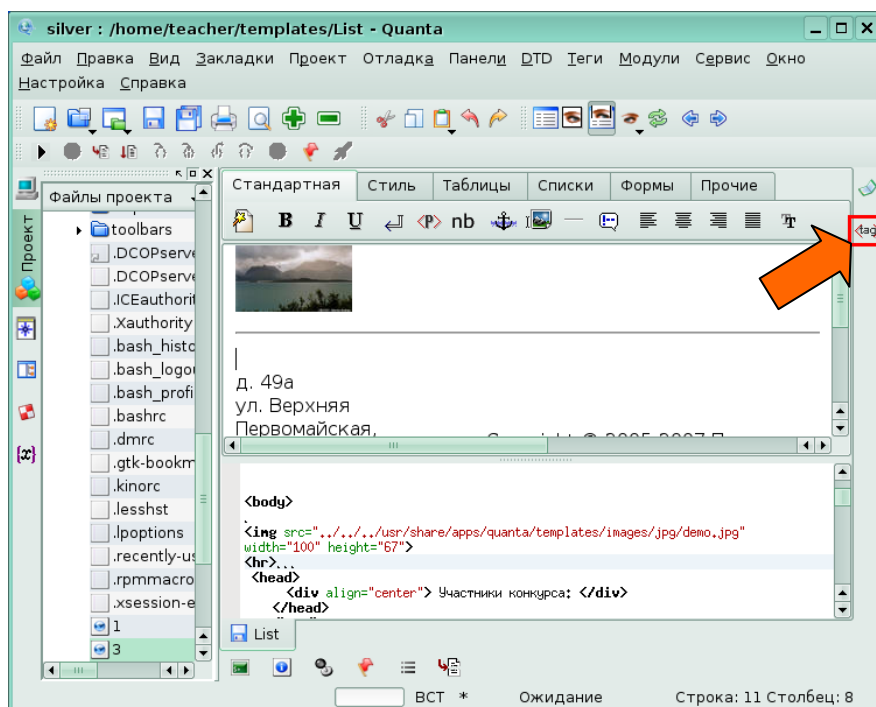 silver : /home/teacher/templates/List - Quanta
Файл Правка Вид Закладки Проект Отладка Панели DTD Теги Модули Сервис Окно
Настройка Справка
Файлы проекта
Проект
toolbars
.DCOPserve
.DCOPserve
.ICEauthorit
.Xauthority
.bash_histo
.bash_logou
.bash_profi
.bashrc
.dmrc
.gtk-bookm
.kinorc
.lesshst
.lpoptions
.recently-us
.rpmmacro
.xsession-e
1
3
Стандартная Стиль Таблицы Списки Формы Прочие
B I U <P> nb
<tag>
д. 49а
ул. Верхняя
Первомайская,
<body>
.
<img src="../../../usr/share/apps/quanta/templates/images/jpg/demo.jpg"
width="100" height="67">
<hr>...
<head>
<div align="center"> Участники конкурса: </div>
</head>
List
ВСТ * Ожидание Строка: 11 Столбец: 8